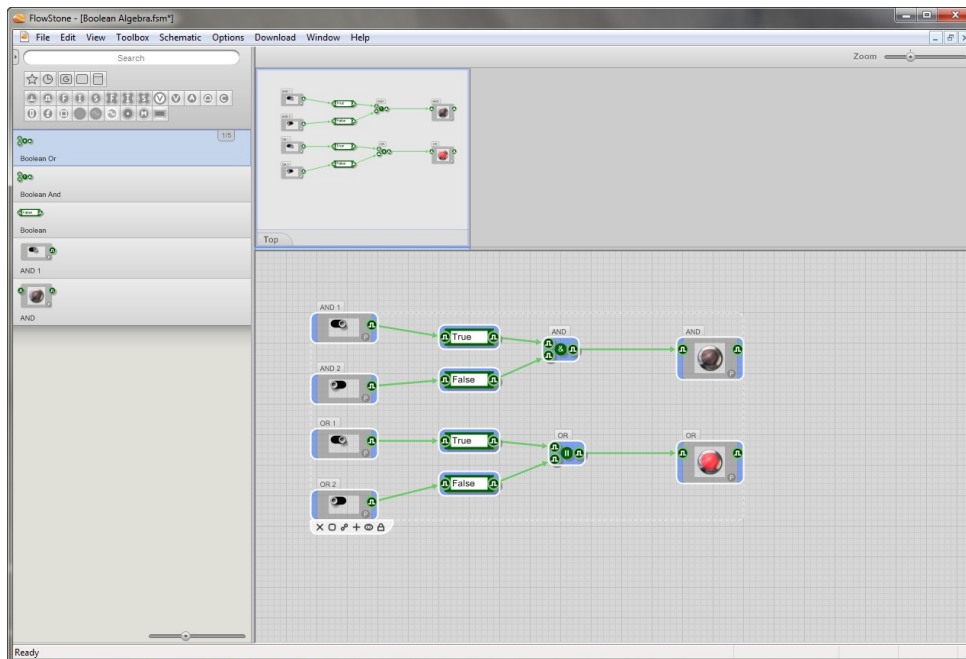 FlowStone - [Boolean Algebra.fsm*]
File Edit View Toolbox Schematic Options Download Window Help
Search
Zoom
1/5
Boolean Or
Boolean And
False
Boolean
AND 1
AND
Top
AND 1
True
AND
&
AND
P
AND 2
False
P
OR 1
True
OR
OR
P
OR 2
False
P
Ready